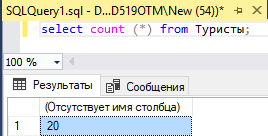 SQLQuery1.sql - D...D519OTM\New (54))*
select count (*) from Туристы;
100 %
Результаты
Сообщения
(Отсутствует имя столбца)
1 20